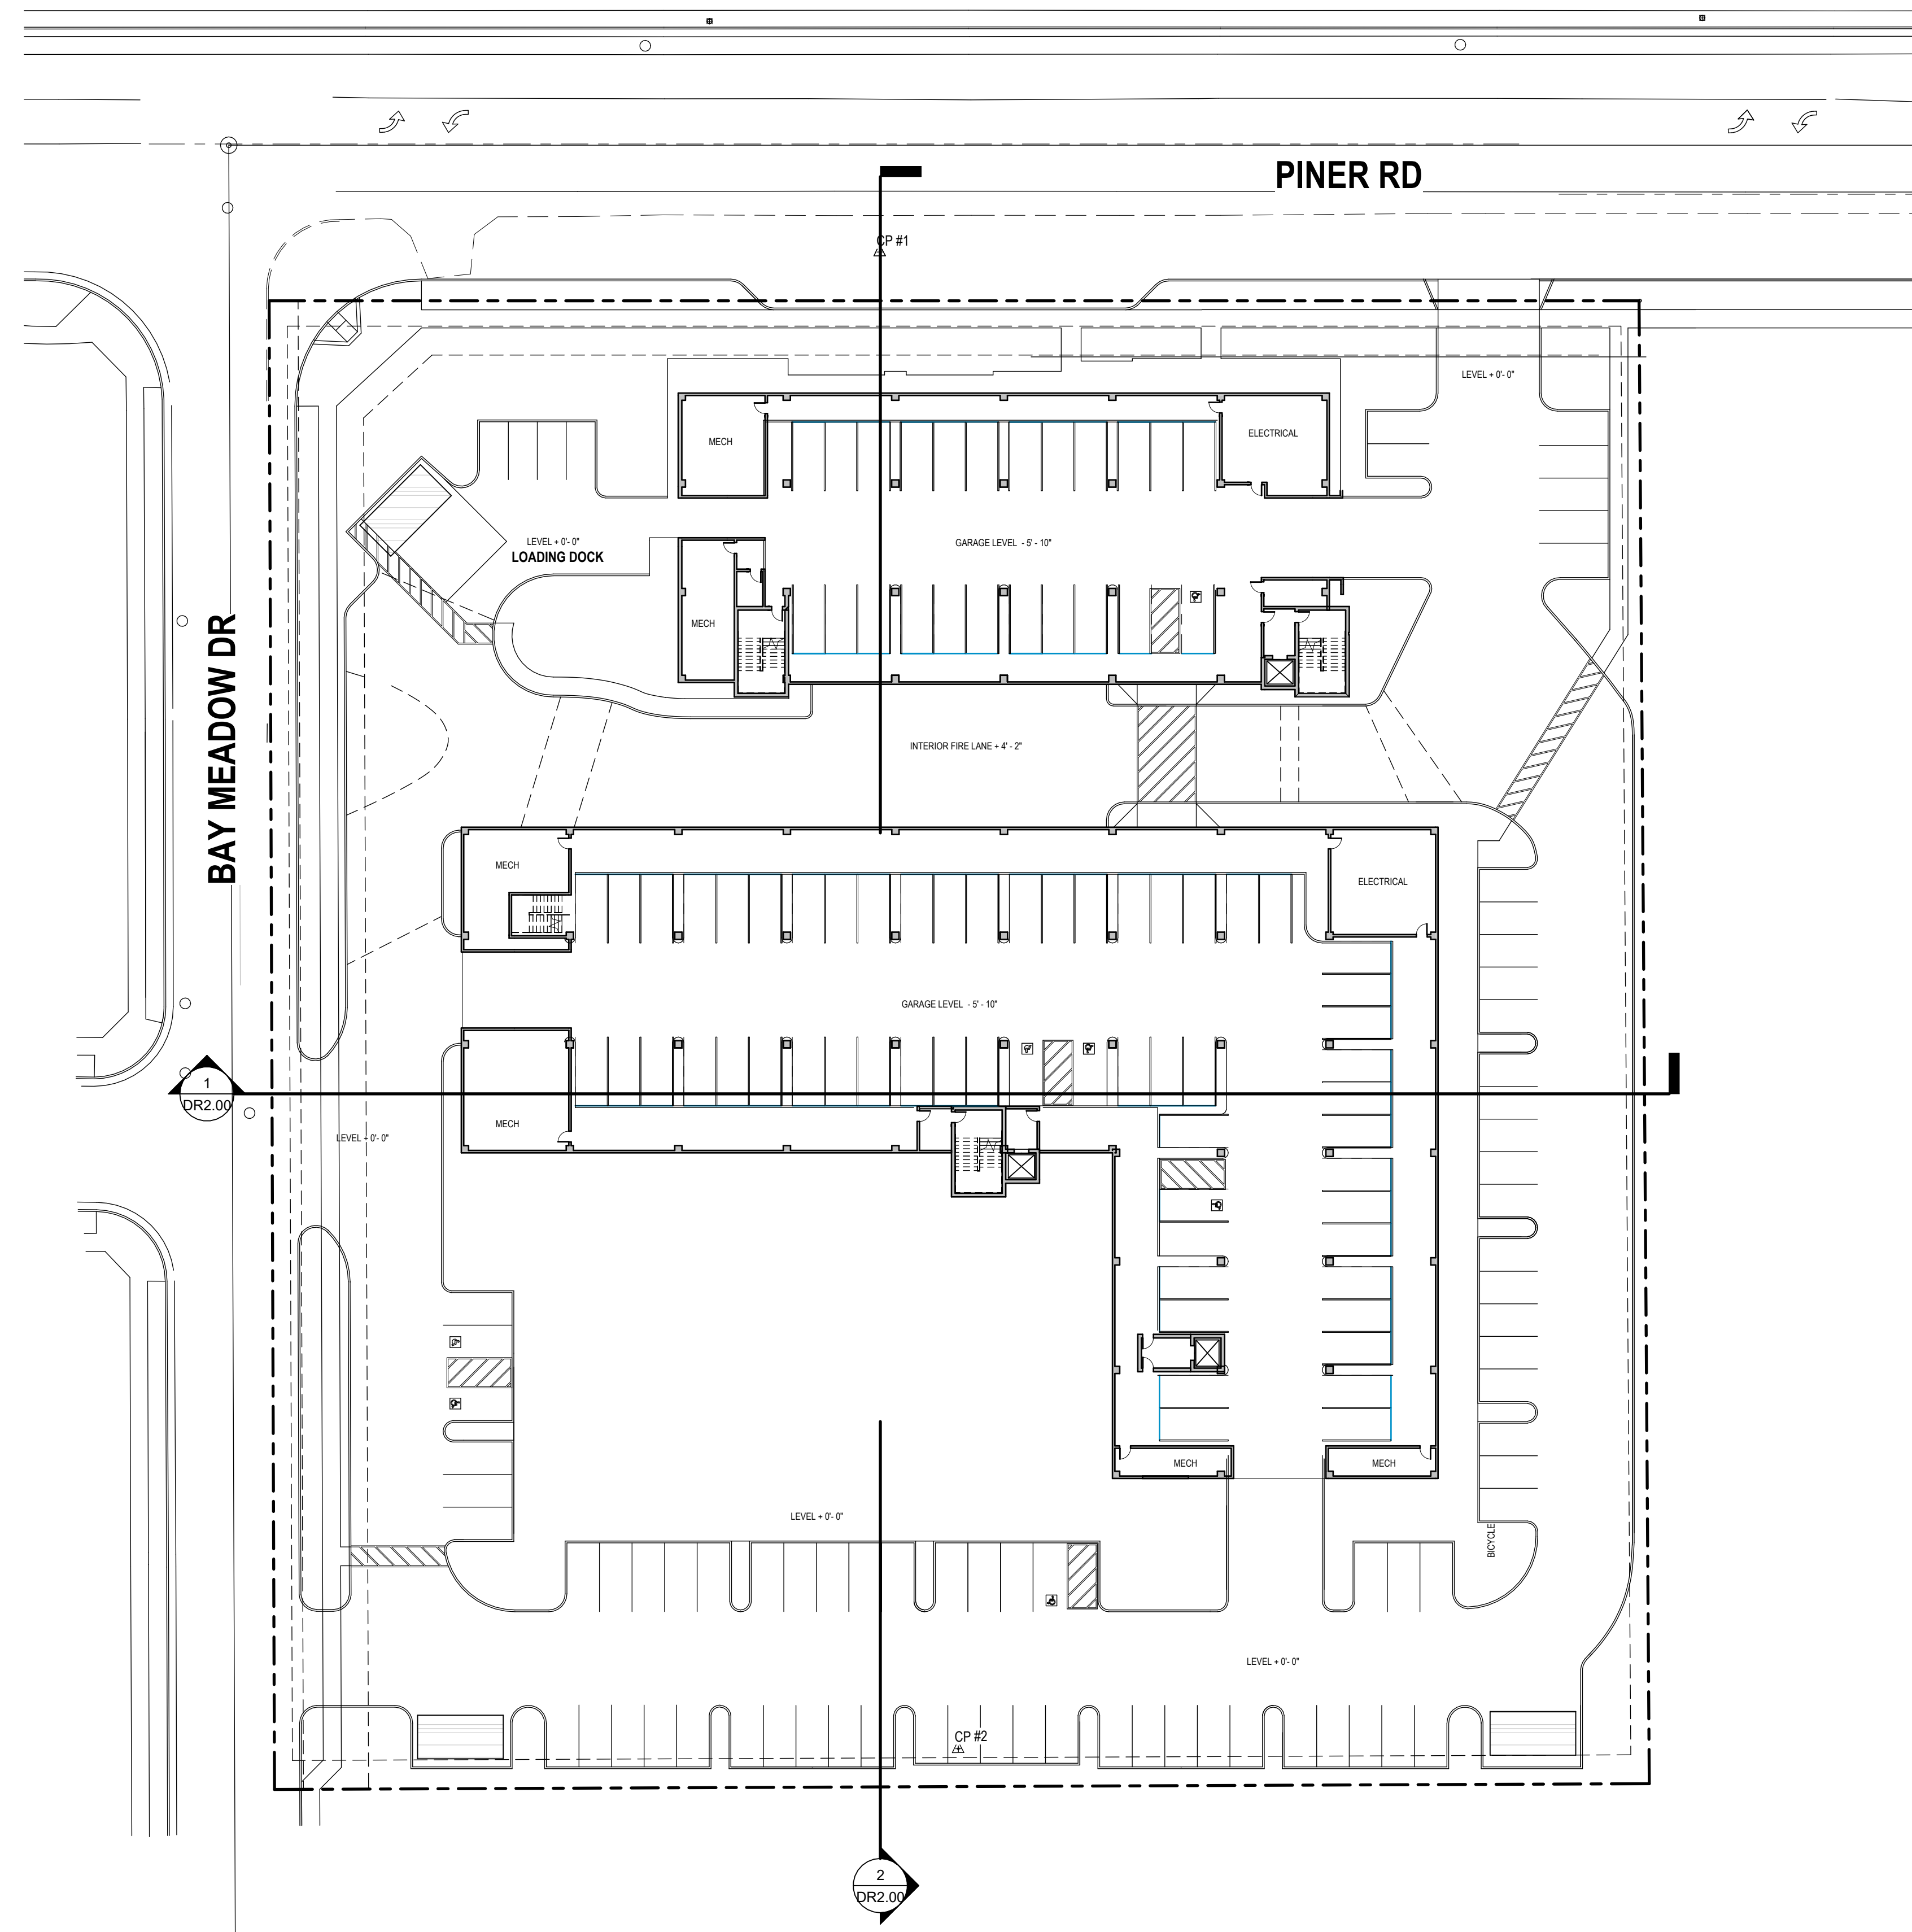 PINER RD
CP #1
LEVEL + 0'- 0"
MECH
ELECTRICAL
LEVEL + 0'- 0"
LOADING DOCK
GARAGE LEVEL - 5' - 10"
MECH
BAY MEADOW DR
INTERIOR FIRE LANE + 4' - 2"
MECH
ELECTRICAL
GARAGE LEVEL - 5' - 10"
1
DR2.00
MECH
LEVEL + 0'- 0"
MECH
MECH
LEVEL + 0'- 0"
BICYCLE
LEVEL + 0'- 0"
CP #2
2
DR2.00